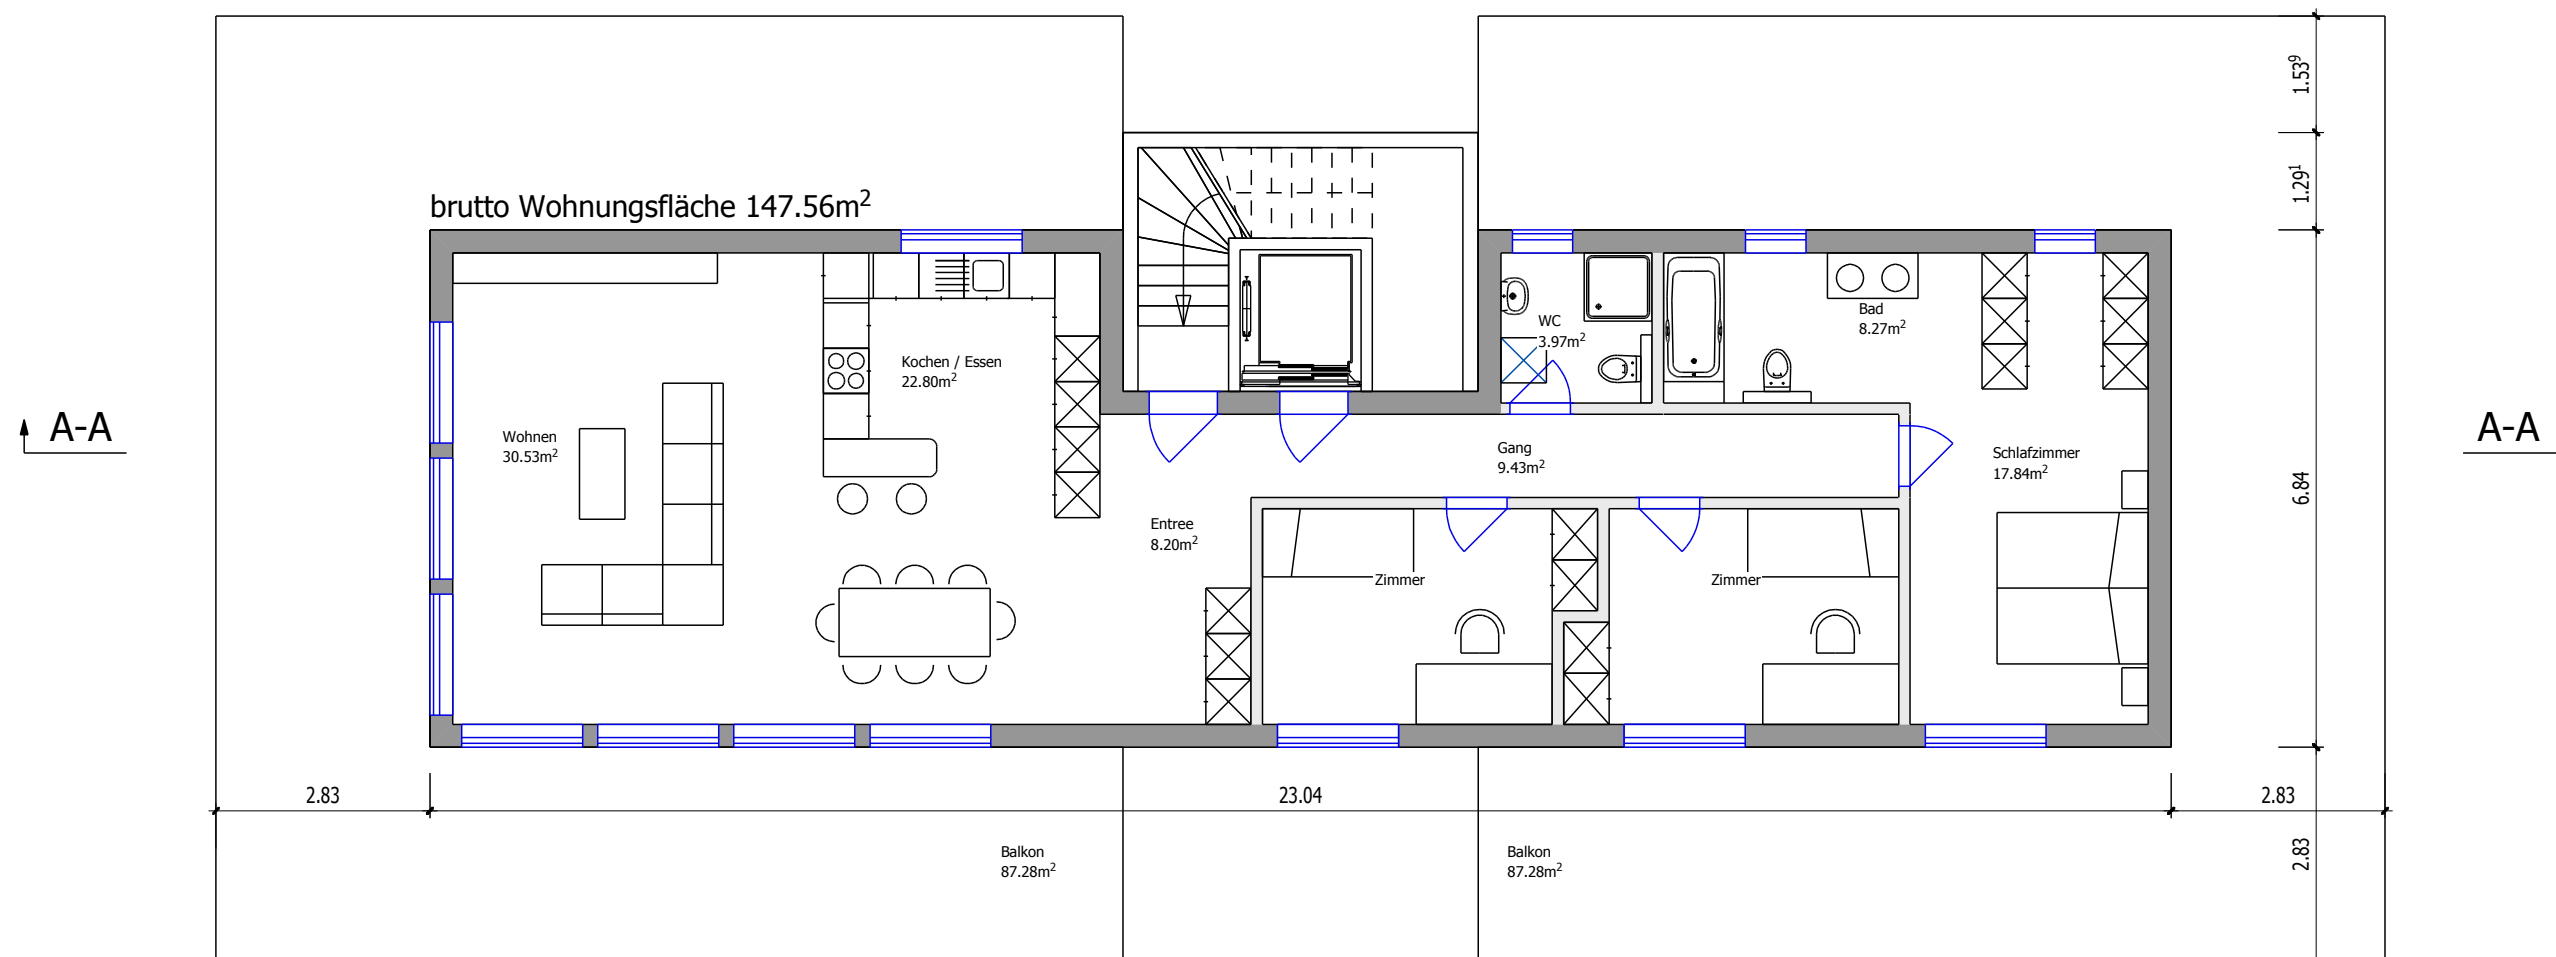 1.53⁹
1.29¹
brutto Wohnungsfläche 147.56m²
WC
3.97m²
Bad
8.27m²
Kochen / Essen
22.80m²
A-A
A-A
Wohnen
30.53m²
Gang
9.43m²
Schlafzimmer
17.84m²
6.84
Entree
8.20m²
Zimmer
Zimmer
2.83
23.04
2.83
Balkon
87.28m²
Balkon
87.28m²
2.83